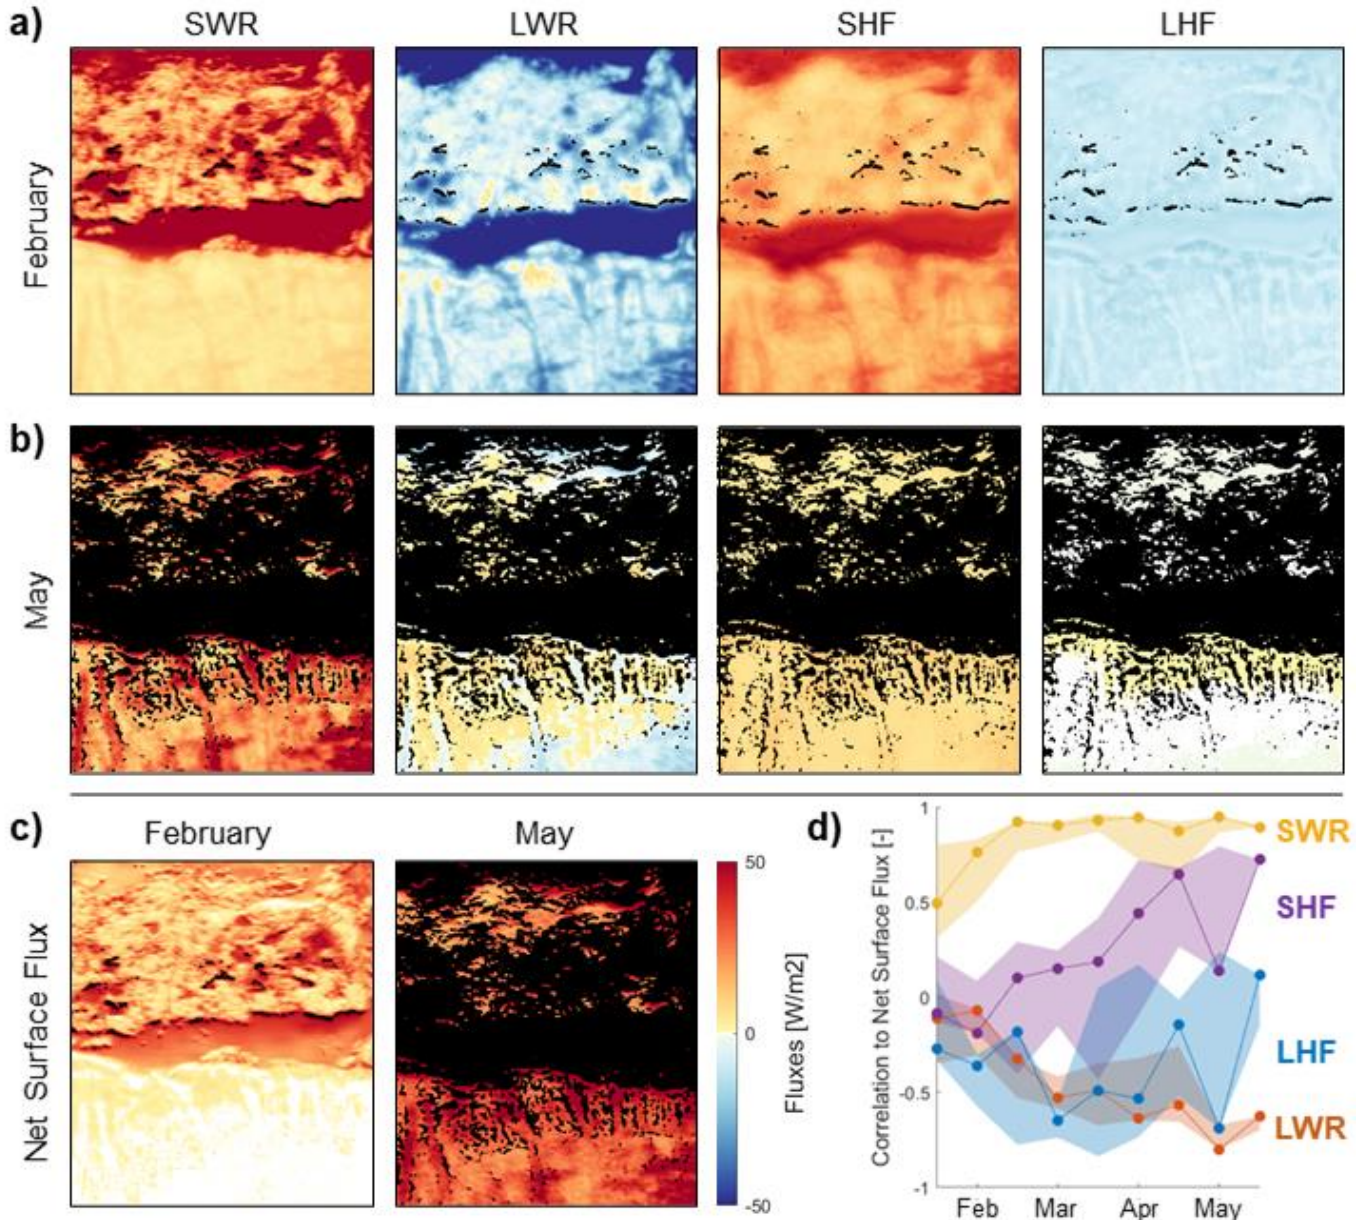 a)
SWR
LWR
SHF
LHF
February
b)
May
c)
February
May
Net Surface Flux
50
0
-50
Fluxes [W/m2]
d)
Correlation to Net Surface Flux [-]
1
0.5
0
-0.5
-1
Feb
Mar
Apr
May
SWR
SHF
LHF
LWR